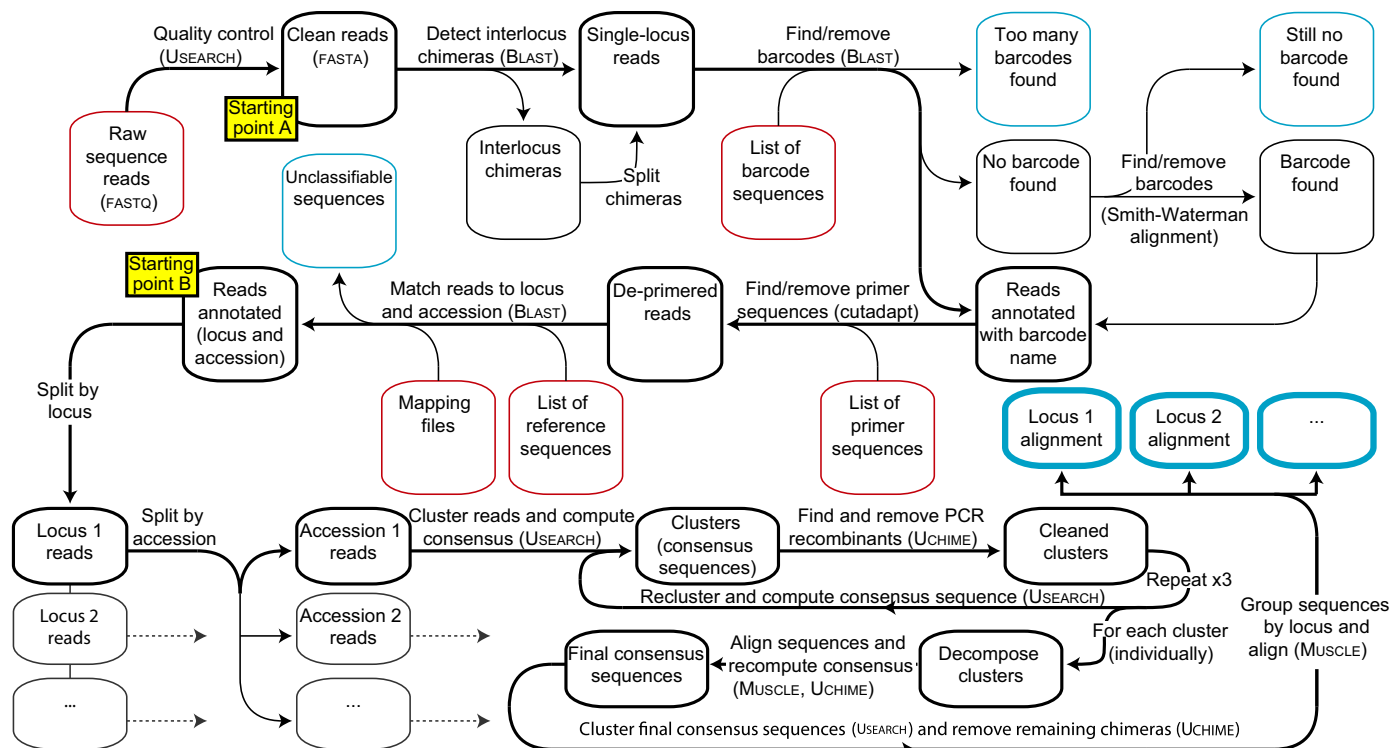 Quality control
(USEARCH)
Clean reads
(FASTA)
Starting
point A
Raw
sequence
reads
(FASTQ)
Detect interlocus
chimeras (BLAST)
Single-locus
reads
Interlocus
chimeras
Split
chimeras
Find/remove
barcodes (BLAST)
List of
barcode
sequences
Too many
barcodes
found
Still no
barcode
found
No barcode
found
Find/remove
barcodes
(Smith-Waterman
alignment)
Barcode
found
Unclassifiable
sequences
Starting
point B
Reads
annotated
(locus and
accession)
Match reads to locus
and accession (BLAST)
De-primered
reads
Find/remove primer
sequences (cutadapt)
Reads
annotated
with barcode
name
Mapping
files
List of
reference
sequences
List of
primer
sequences
Split by
locus
Locus 1
alignment
Locus 2
alignment
...
Locus 1
reads
Split by
accession
Accession 1
reads
Cluster reads and compute
consensus (USEARCH)
Clusters
(consensus
sequences)
Find and remove PCR
recombinants (UCHIME)
Cleaned
clusters
Repeat x3
Recluster and compute consensus sequence (USEARCH)
Locus 2
reads
Accession 2
reads
Final consensus
sequences
Align sequences and
recompute consensus
(MUSCLE, UCHIME)
Decompose
clusters
For each cluster
(individually)
Group sequences
by locus and
align (MUSCLE)
...
...
Cluster final consensus sequences (USEARCH) and remove remaining chimeras (UCHIME)